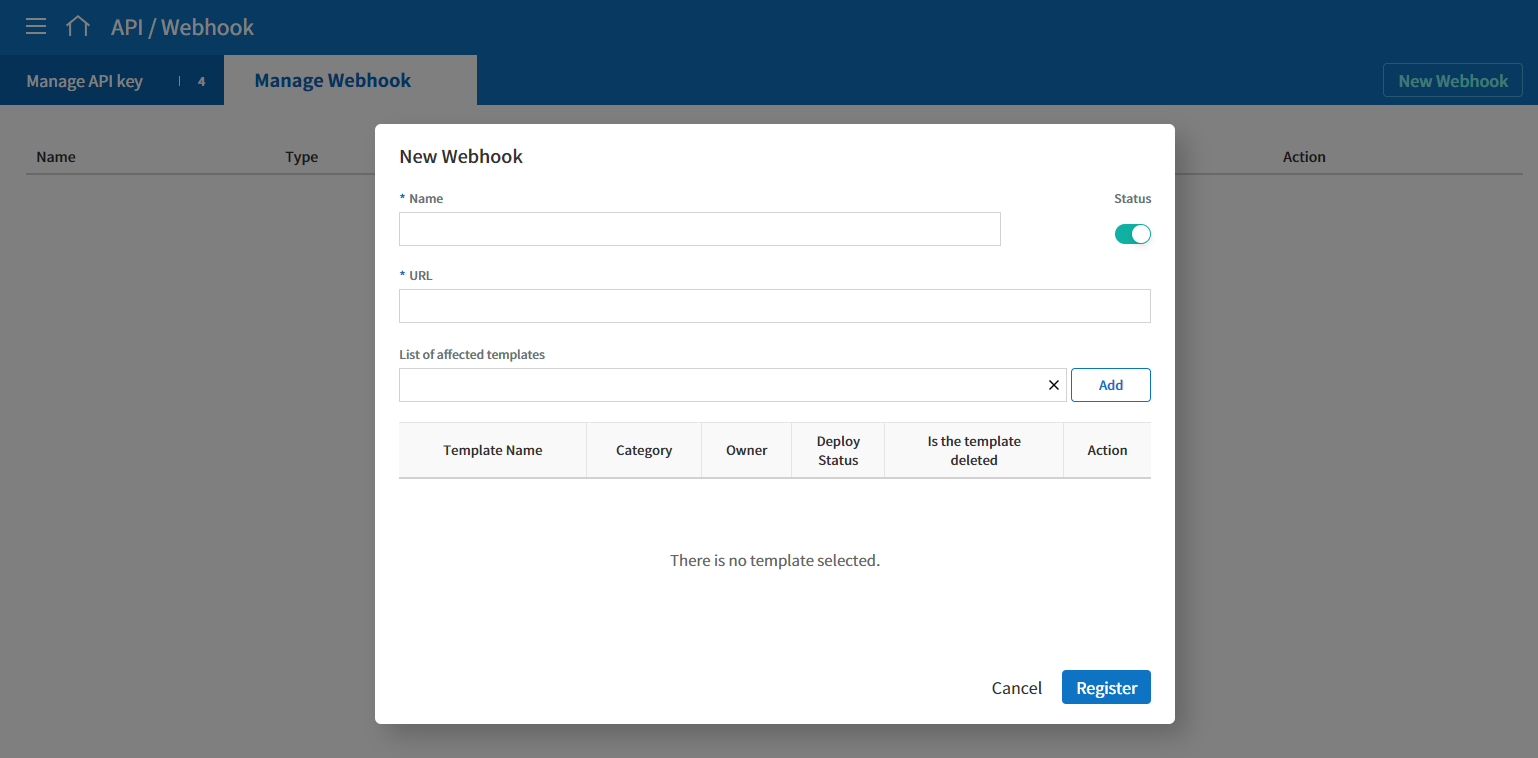 API / Webhook
Manage API key | 4
Manage Webhook
New Webhook
Name
Type
Action
New Webhook
* Name
Status
* URL
List of affected templates
Add
Template Name
Category
Owner
Deploy
Status
Is the template
deleted
Action
There is no template selected.
Cancel
Register